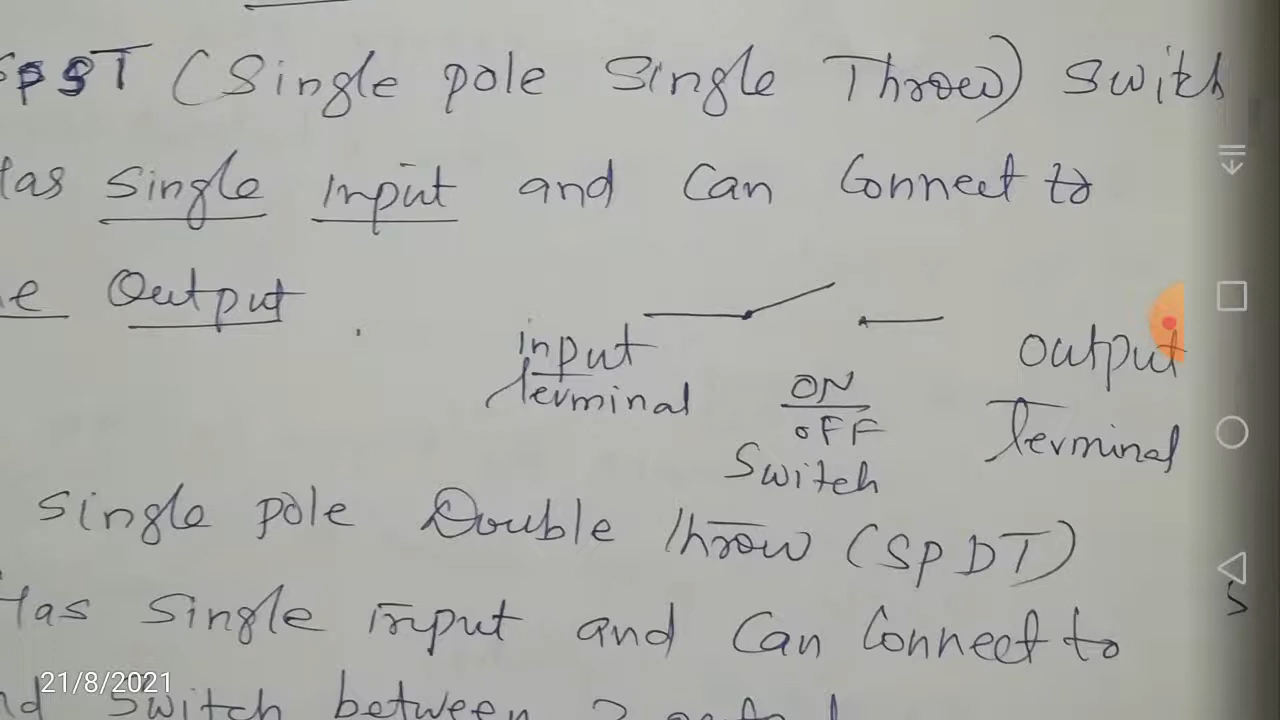 SPST (Single pole Single Throw) Switch
Has Single Input and Can Connect to
Output
input terminal
ON
OFF
Switch
Output Terminal
Single pole Double throw (SPDT)
Has Single input and Can Connect to
Switch between 2
21/8/2021